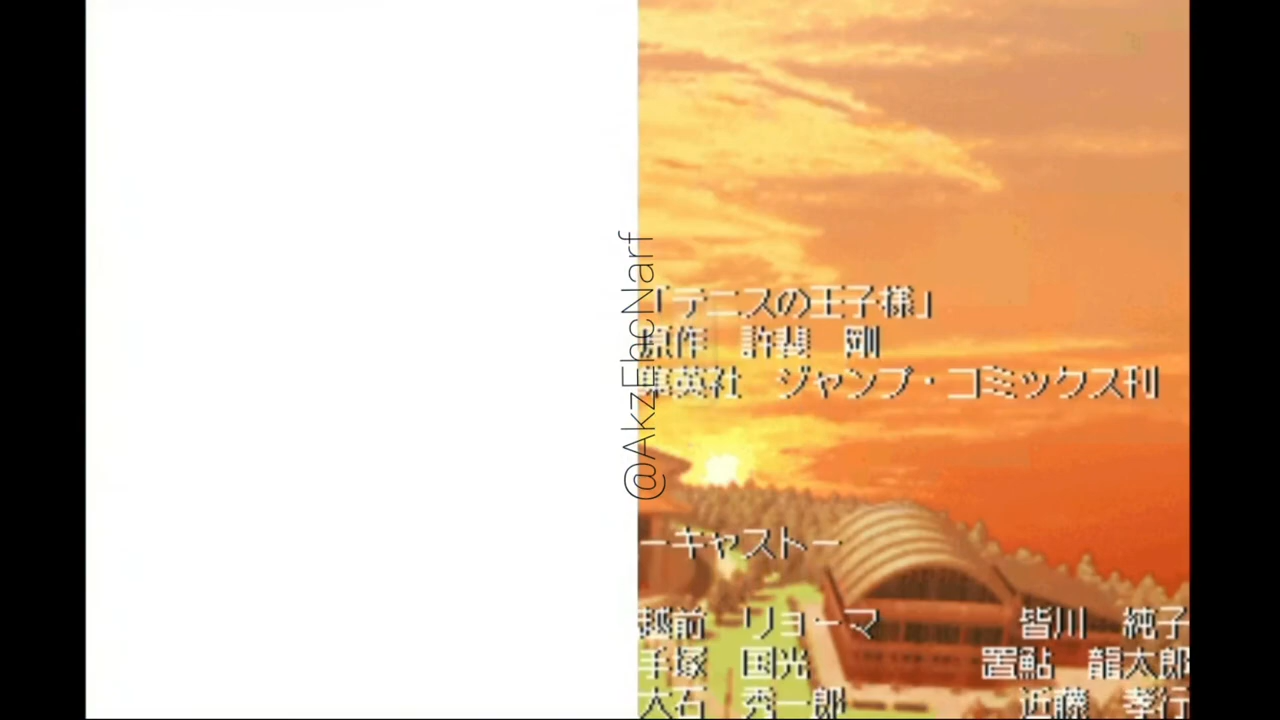 「テニスの王子様」
原作　許斐　剛
集英社　ジャンプ・コミックス刊
@AkzEhcNarf
ーキャストー
越前　リョーマ　皆川　純子
手塚　国光　置鮎　龍太郎
大石　秀一郎　近藤　孝行